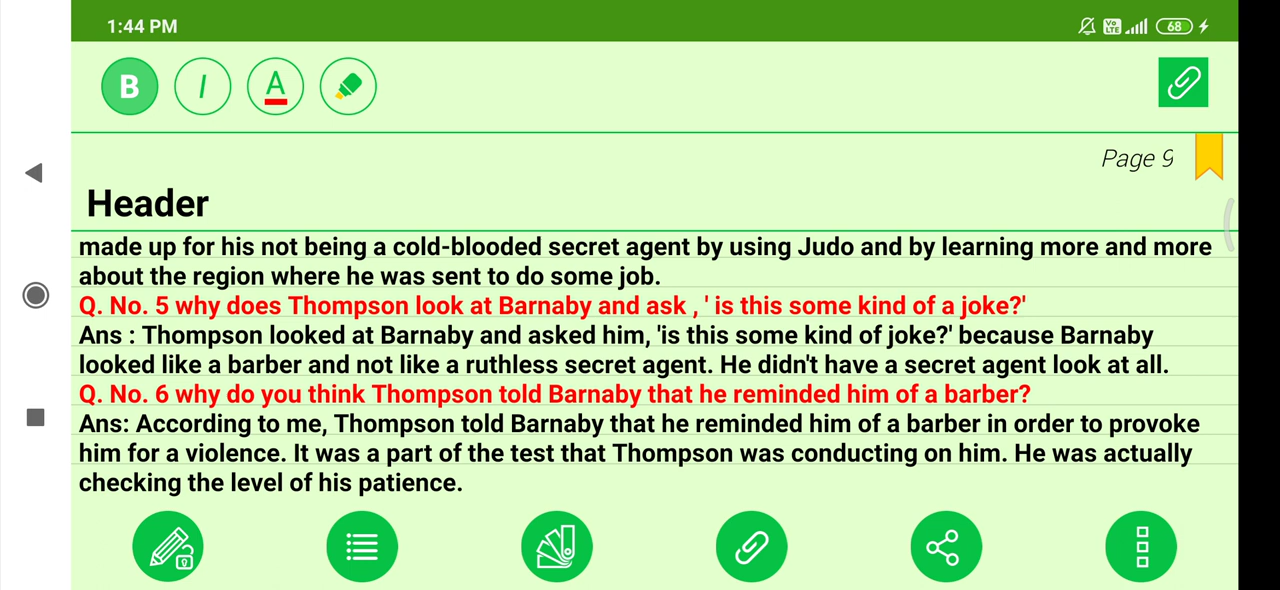 1:44 PM
Vo LTE
68
B I A
Page 9
Header
made up for his not being a cold-blooded secret agent by using Judo and by learning more and more
about the region where he was sent to do some job.
Q. No. 5 why does Thompson look at Barnaby and ask , ' is this some kind of a joke?'
Ans : Thompson looked at Barnaby and asked him, 'is this some kind of joke?' because Barnaby
looked like a barber and not like a ruthless secret agent. He didn't have a secret agent look at all.
Q. No. 6 why do you think Thompson told Barnaby that he reminded him of a barber?
Ans: According to me, Thompson told Barnaby that he reminded him of a barber in order to provoke
him for a violence. It was a part of the test that Thompson was conducting on him. He was actually
checking the level of his patience.